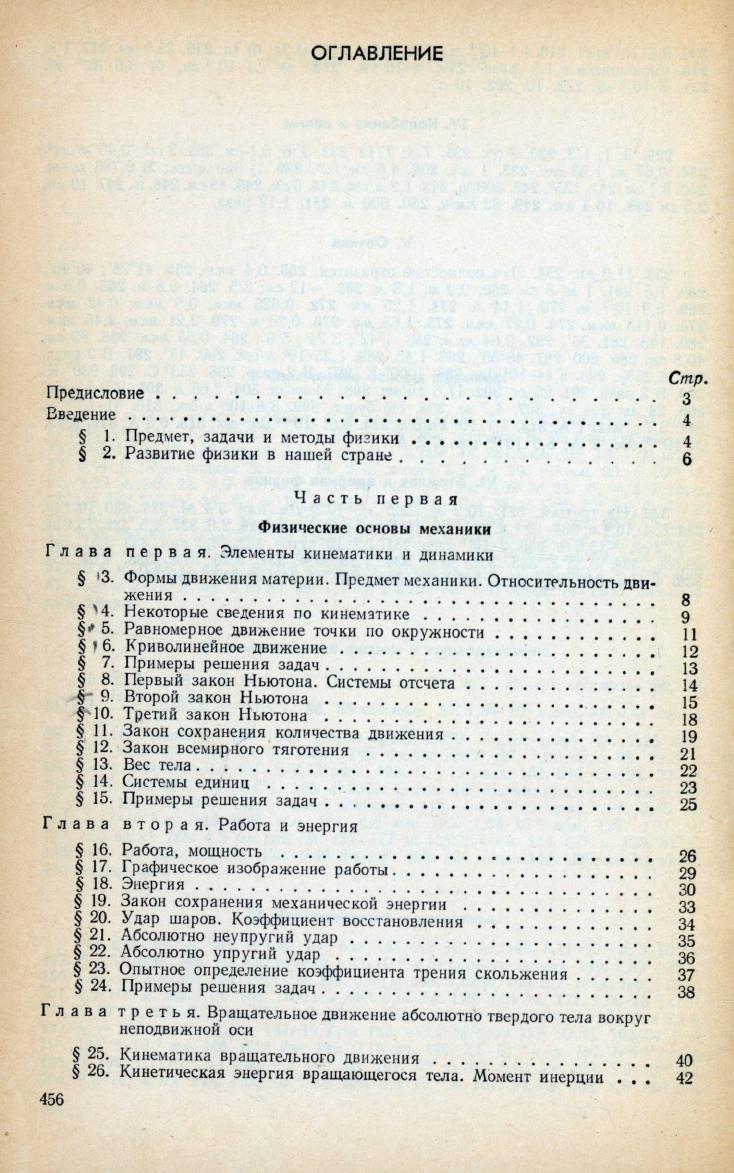 ОГЛАВЛЕНИЕ
Стр.
Предисловие . . . . . . . . . . 3
Введение . . . . . . . . . . 4
§ 1. Предмет, задачи и методы физики . . . . . . . . . . 4
§ 2. Развитие физики в нашей стране . . . . . . . . . . 6
Часть первая
Физические основы механики
Глава первая. Элементы кинематики и динамики
§ 3. Формы движения материи. Предмет механики. Относительность дви-
жения . . . . . . . . . . 8
§ 4. Некоторые сведения по кинематике . . . . . . . . . . 9
§ 5. Равномерное движение точки по окружности . . . . . . . . . . 11
§ 6. Криволинейное движение . . . . . . . . . . 12
§ 7. Примеры решения задач . . . . . . . . . . 13
§ 8. Первый закон Ньютона. Системы отсчета . . . . . . . . . . 14
§ 9. Второй закон Ньютона . . . . . . . . . . 15
§ 10. Третий закон Ньютона . . . . . . . . . . 18
§ 11. Закон сохранения количества движения . . . . . . . . . . 19
§ 12. Закон всемирного тяготения . . . . . . . . . . 21
§ 13. Вес тела . . . . . . . . . . 22
§ 14. Системы единиц . . . . . . . . . . 23
§ 15. Примеры решения задач . . . . . . . . . . 25
Глава вторая. Работа и энергия
§ 16. Работа, мощность . . . . . . . . . . 26
§ 17. Графическое изображение работы . . . . . . . . . . 29
§ 18. Энергия . . . . . . . . . . 30
§ 19. Закон сохранения механической энергии . . . . . . . . . . 33
§ 20. Удар шаров. Коэффициент восстановления . . . . . . . . . . 34
§ 21. Абсолютно неупругий удар . . . . . . . . . . 35
§ 22. Абсолютно упругий удар . . . . . . . . . . 36
§ 23. Опытное определение коэффициента трения скольжения . . . . . 37
§ 24. Примеры решения задач . . . . . . . . . . 38
Глава третья. Вращательное движение абсолютно твердого тела вокруг
неподвижной оси
§ 25. Кинематика вращательного движения . . . . . . . . . . 40
§ 26. Кинетическая энергия вращающегося тела. Момент инерции . . . 42
456